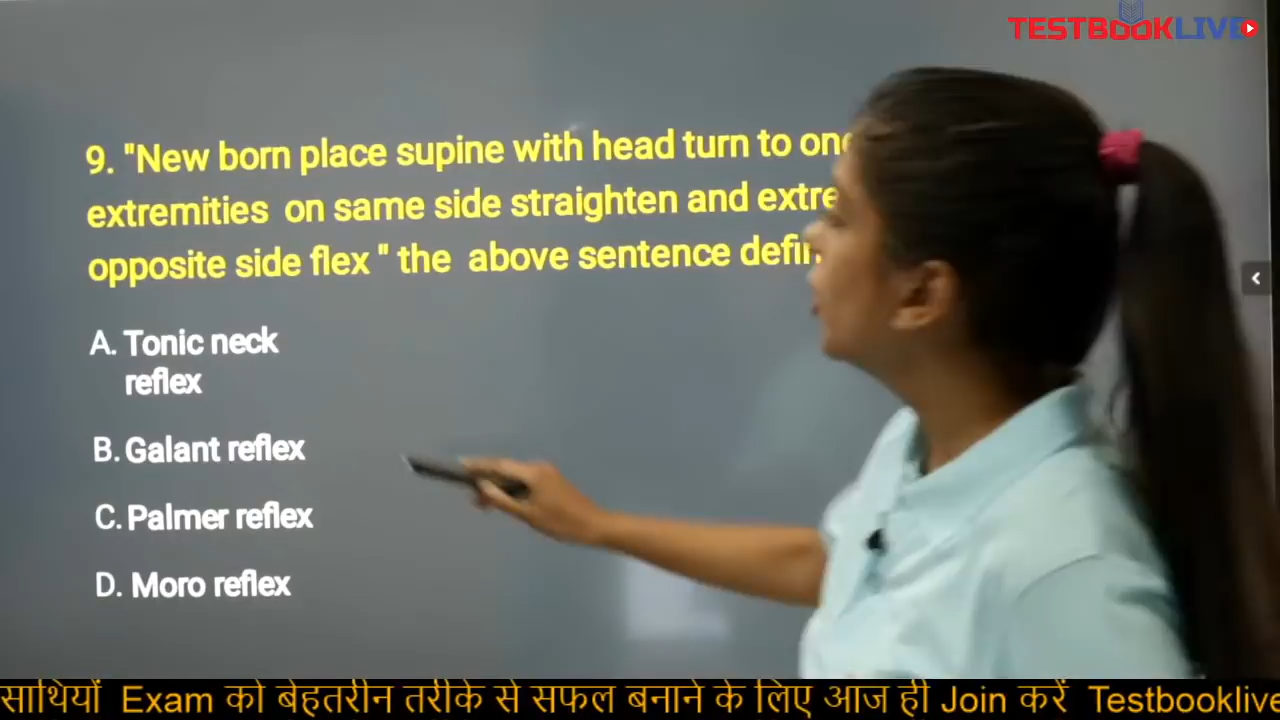 TESTBOOKLIVE
9. "New born place supine with head turn to one
extremities on same side straighten and extre
opposite side flex " the above sentence defin
A. Tonic neck
reflex
B. Galant reflex
C. Palmer reflex
D. Moro reflex
साथियों Exam को बेहतरीन तरीके से सफल बनाने के लिए आज ही Join करें Testbooklive